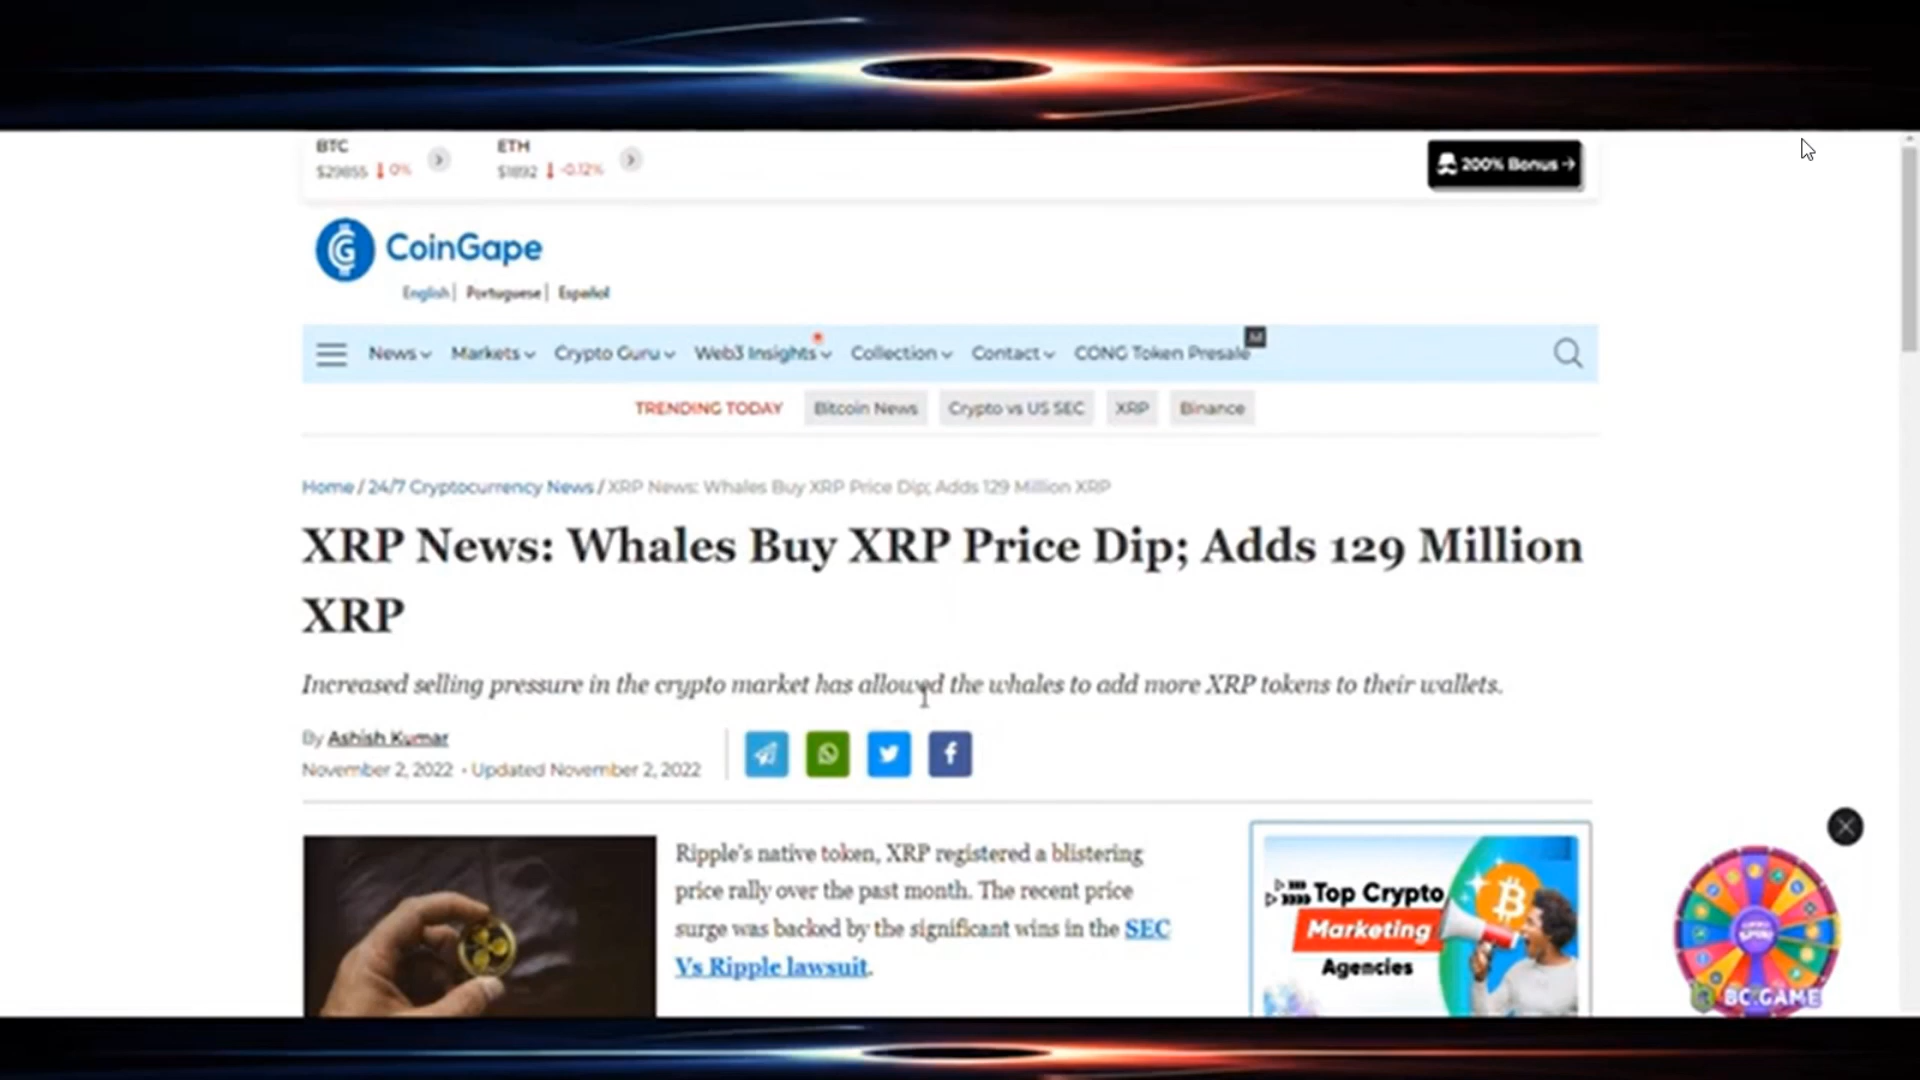 BTC
$29855 0%
ETH
$1892 -0.12%
200% Bonus
CoinGape
English| Portuguese| Español
News Markets Crypto Guru Web3 Insights Collection Contact CONG Token Presale Ad
TRENDING TODAY Bitcoin News Crypto vs US SEC XRP Binance
Home / 24/7 Cryptocurrency News / XRP News: Whales Buy XRP Price Dip; Adds 129 Million XRP
XRP News: Whales Buy XRP Price Dip; Adds 129 Million
XRP
Increased selling pressure in the crypto market has allowed the whales to add more XRP tokens to their wallets.
By Ashish Kumar
November 2, 2022 • Updated November 2, 2022
Ripple's native token, XRP registered a blistering
price rally over the past month. The recent price
surge was backed by the significant wins in the SEC
Vs Ripple lawsuit.
Top Crypto
Marketing
Agencies
SPIN
BC.GAME